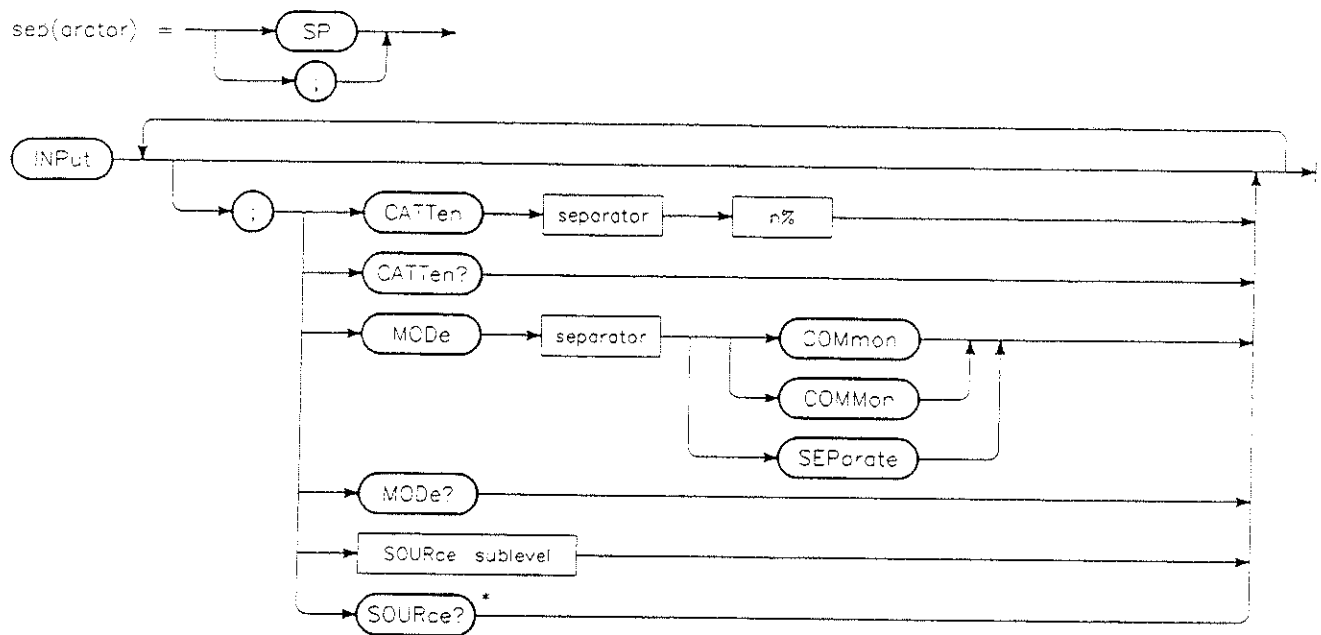 sep(arator) = SP
;
INPut
; CATTen separator n%
CATTen?
MODe separator COMmon
COMMon
SEParate
MODe?
SOURce sublevel
SOURce? *